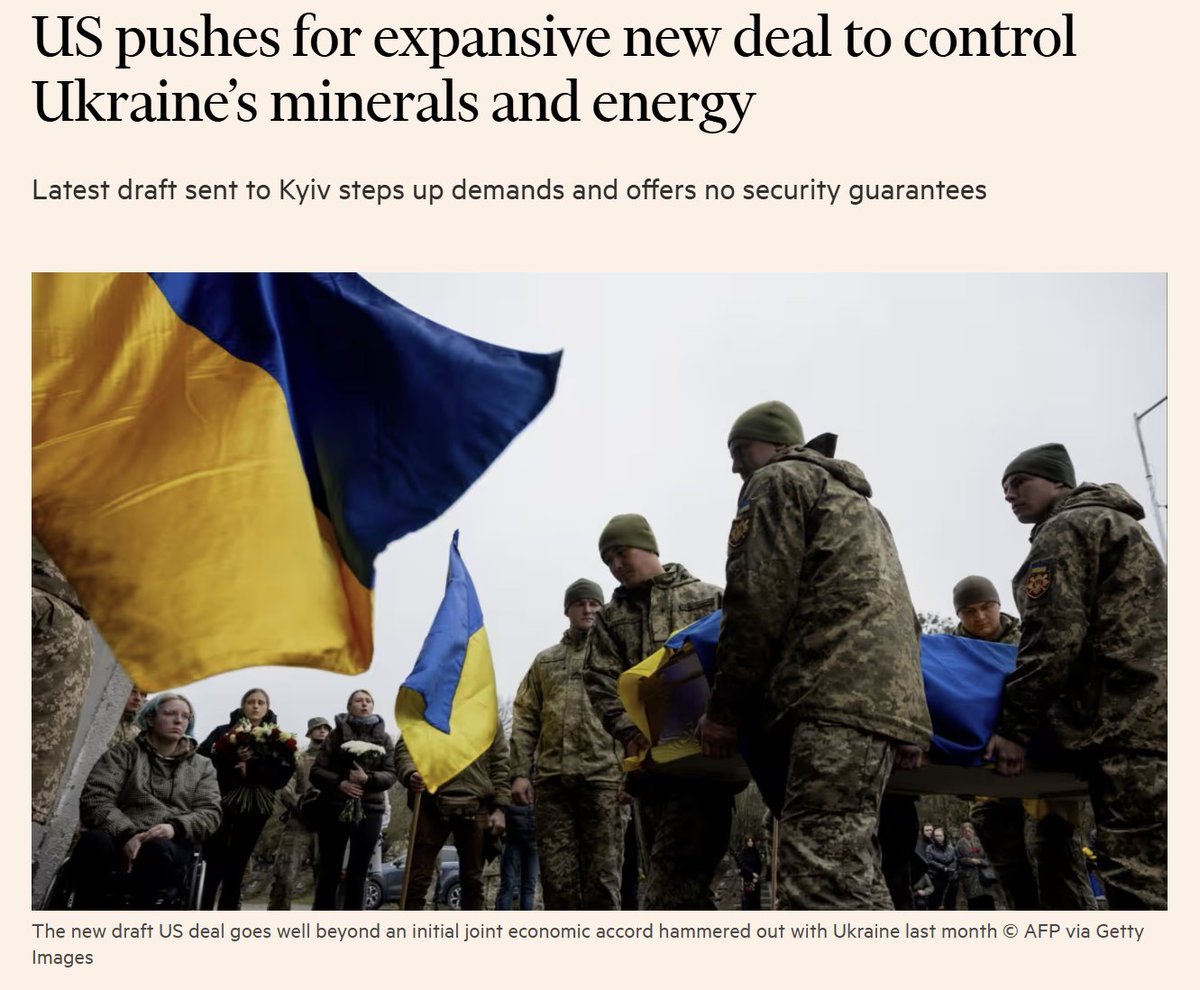 US pushes for expansive new deal to control
Ukraine’s minerals and energy
Latest draft sent to Kyiv steps up demands and offers no security guarantees
The new draft US deal goes well beyond an initial joint economic accord hammered out with Ukraine last month © AFP via Getty
Images